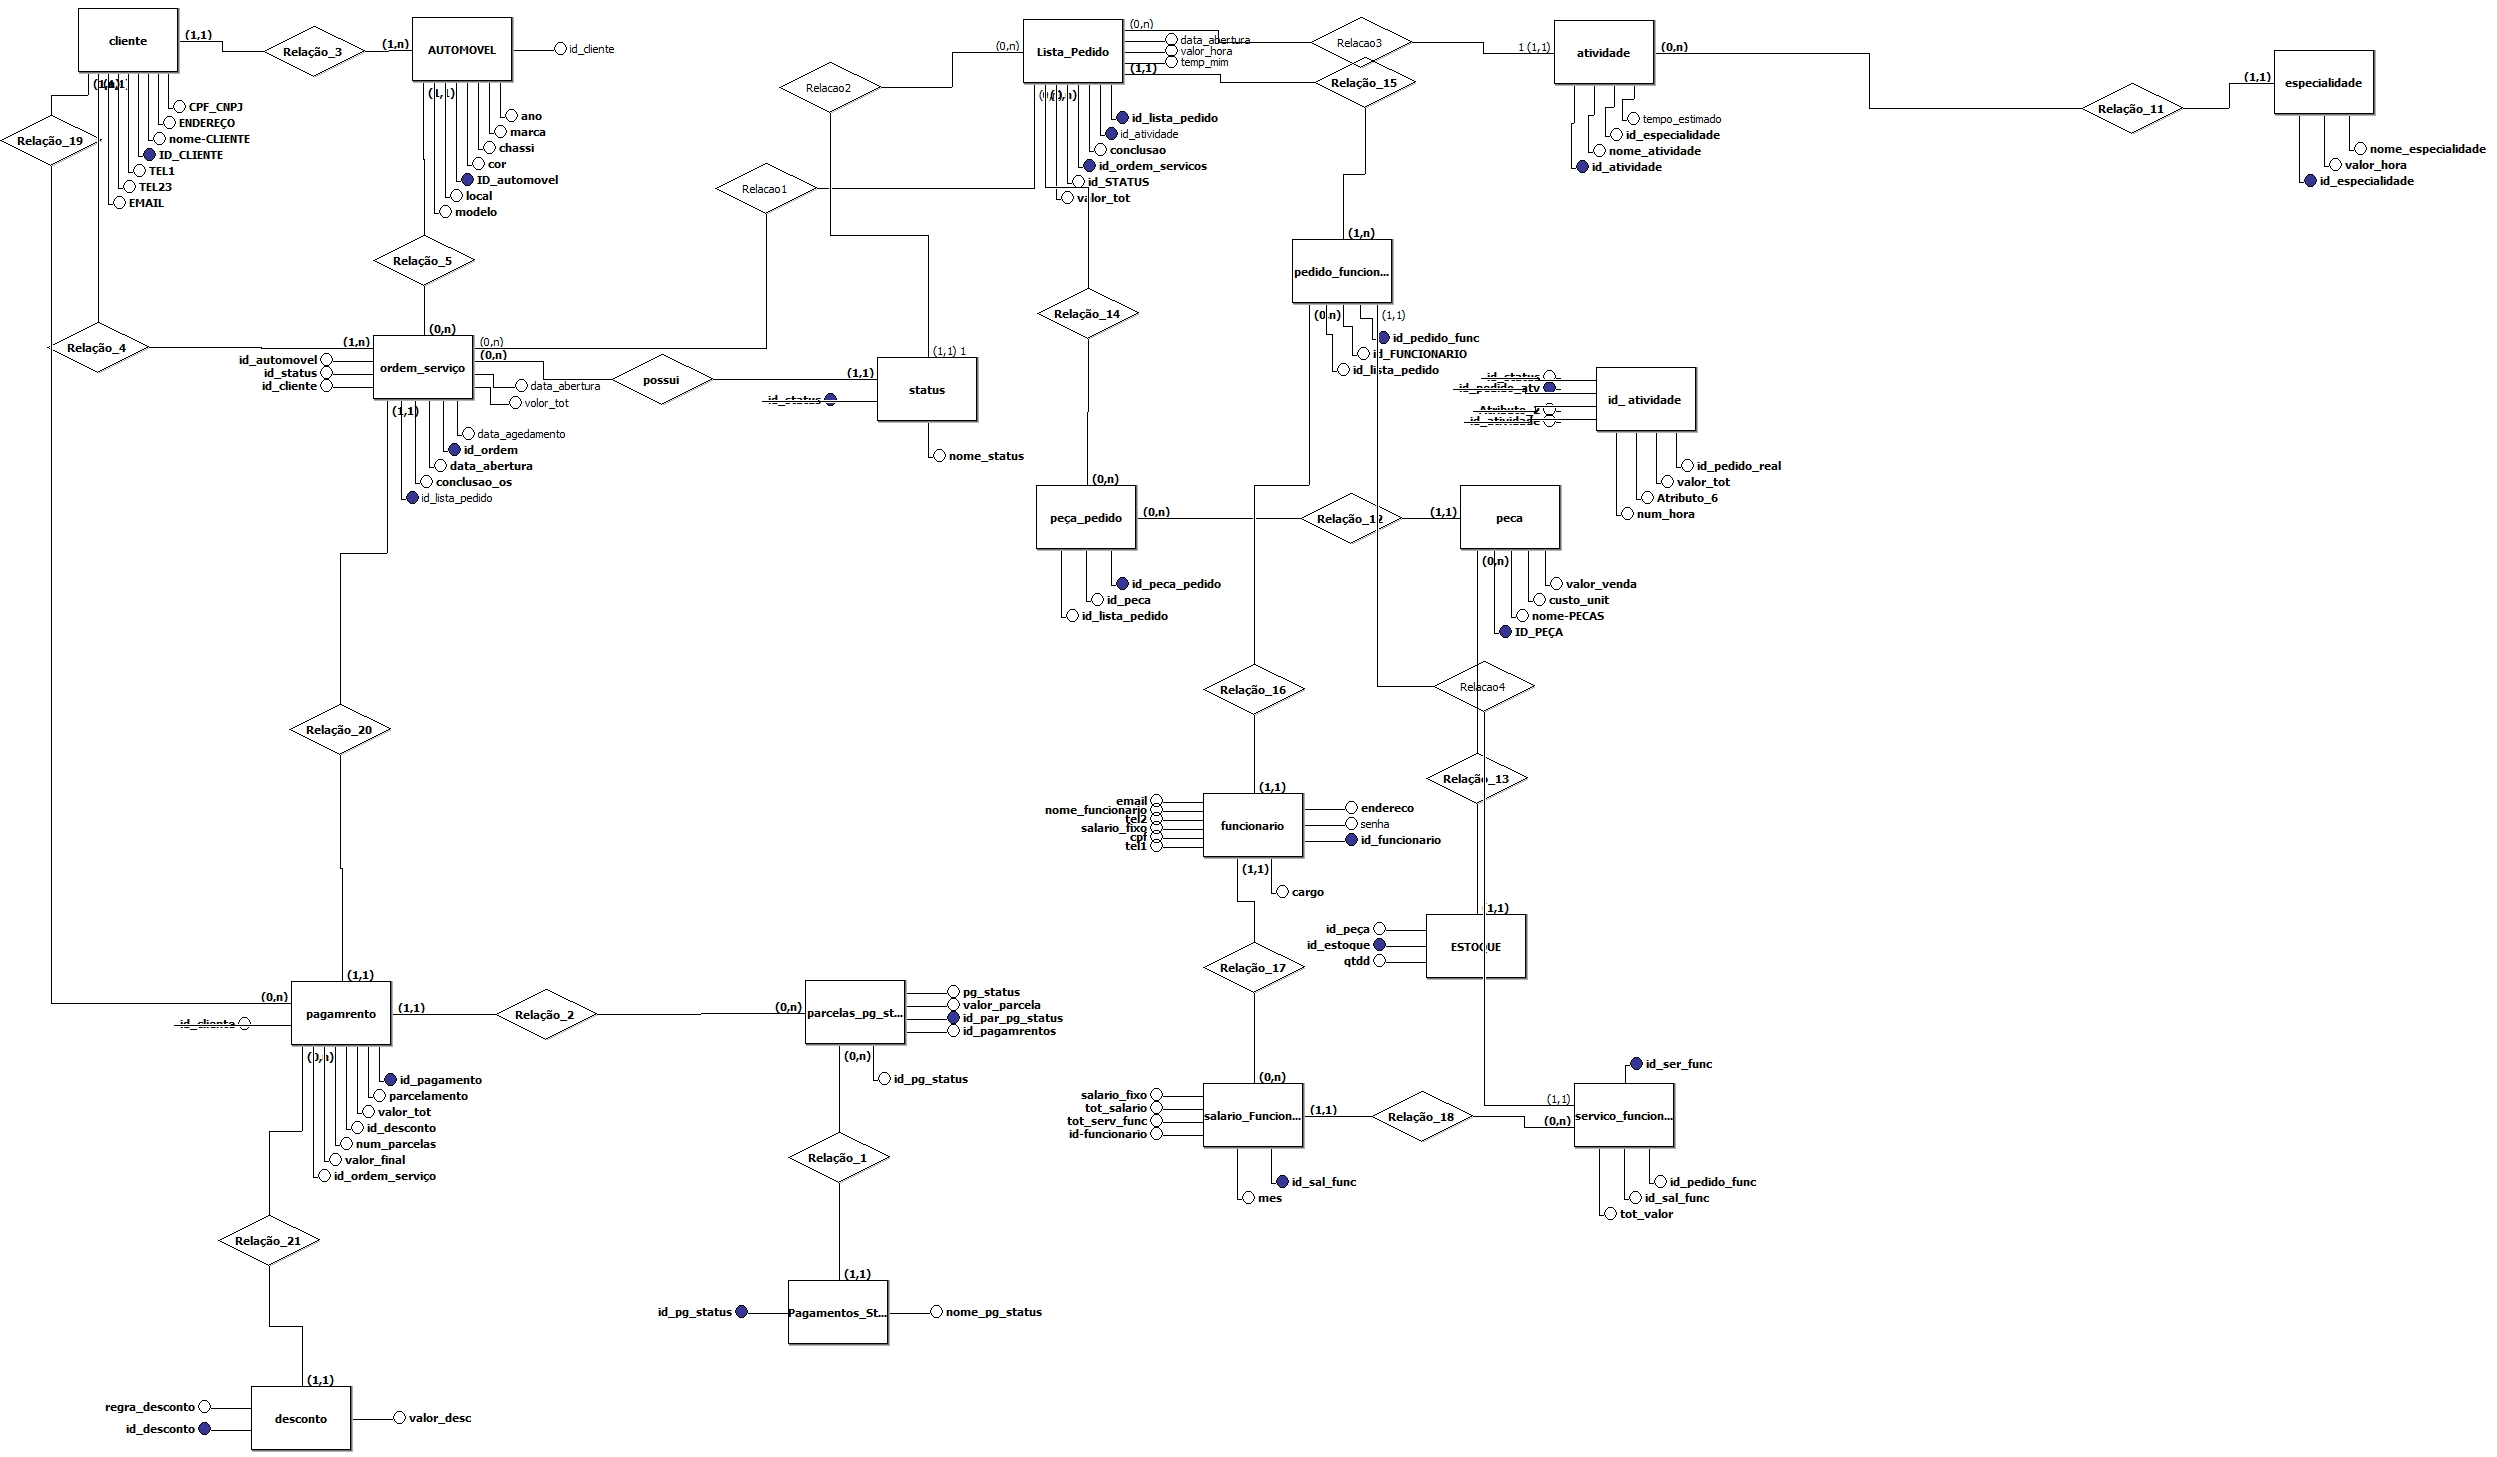 cliente
(1,1)
Relação_3
(1,n)
AUTOMOVEL
id_cliente
CPF_CNPJ
ENDEREÇO
nome-CLIENTE
ID_CLIENTE
TEL1
TEL23
EMAIL
Relação_19
ano
marca
chassi
cor
ID_automovel
local
modelo
Relação_5
Relação_4
(1,n)
(0,n)
(0,n)
(0,n)
ordem_serviço
id_automovel
id_status
id_cliente
data_abertura
volor_tot
(1,1)
data_agedamento
id_ordem
data_abertura
conclusao_os
id_lista_pedido
possui
(1,1)
(1,1) 1
status
id_status
nome_status
Relacao2
Relacao1
(0,n)
Lista_Pedido
(0,n)
data_abertura
valor_hora
temp_mim
(1,1)
id_lista_pedido
id_atividade
conclusao
id_ordem_servicos
id_STATUS
valor_tot
Relacao3
Relação_15
1 (1,1)
atividade
(0,n)
tempo_estimado
id_especialidade
nome_atividade
id_atividade
Relação_11
(1,1)
especialidade
nome_especialidade
valor_hora
id_especialidade
(1,n)
pedido_funcion...
(0,n)
(1,1)
id_pedido_func
id_FUNCIONARIO
id_lista_pedido
Relação_14
id_status
id_pedido_atv
Atributo_2
id_atividade
id_ atividade
id_pedido_real
valor_tot
Atributo_6
num_hora
(0,n)
peça_pedido
(0,n)
Relação_12
(1,1)
peca
id_peca_pedido
id_peca
id_lista_pedido
(0,n)
valor_venda
custo_unit
nome-PECAS
ID_PEÇA
Relação_16
Relacao4
Relação_20
Relação_13
(1,1)
email
nome_funcionario
tel2
salario_fixo
cpf
tel1
funcionario
endereco
senha
id_funcionario
(1,1)
cargo
(1,1)
id_peça
id_estoque
qtdd
ESTOQUE
Relação_17
(1,1)
(0,n)
pagamrento
(1,1)
id_cliente
Relação_2
(0,n)
parcelas_pg_st...
pg_status
valor_parcela
id_par_pg_status
id_pagamrentos
(0,n)
id_pg_status
(0,n)
id_pagamento
parcelamento
valor_tot
id_desconto
num_parcelas
valor_final
id_ordem_serviço
(0,n)
salario_fixo
tot_salario
tot_serv_func
id-funcionario
salario_Funcion...
(1,1)
Relação_18
id_sal_func
mes
id_ser_func
(1,1)
(0,n)
servico_funcion...
id_pedido_func
id_sal_func
tot_valor
Relação_1
Relação_21
(1,1)
id_pg_status
Pagamentos_St...
nome_pg_status
(1,1)
regra_desconto
id_desconto
desconto
valor_desc